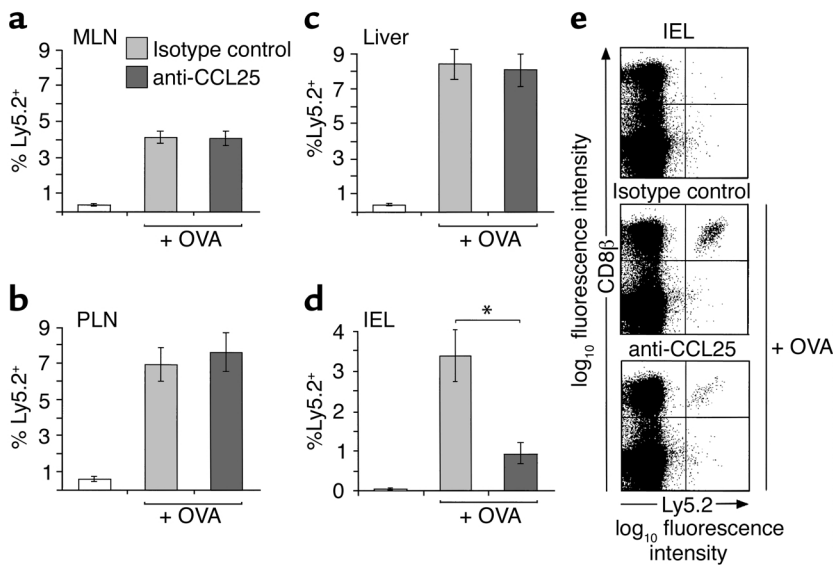 a
MLN
Isotype control
anti-CCL25
% Ly5.2+
9
7
5
3
1
+ OVA
b
PLN
% Ly5.2+
9
7
5
3
1
+ OVA
c
Liver
%Ly5.2+
9
7
5
3
1
+ OVA
d
IEL
*
%Ly5.2+
4
3
2
1
0
+ OVA
e
IEL
Isotype control
anti-CCL25
+ OVA
CD8β
log10 fluorescence intensity
Ly5.2
log10 fluorescence
intensity